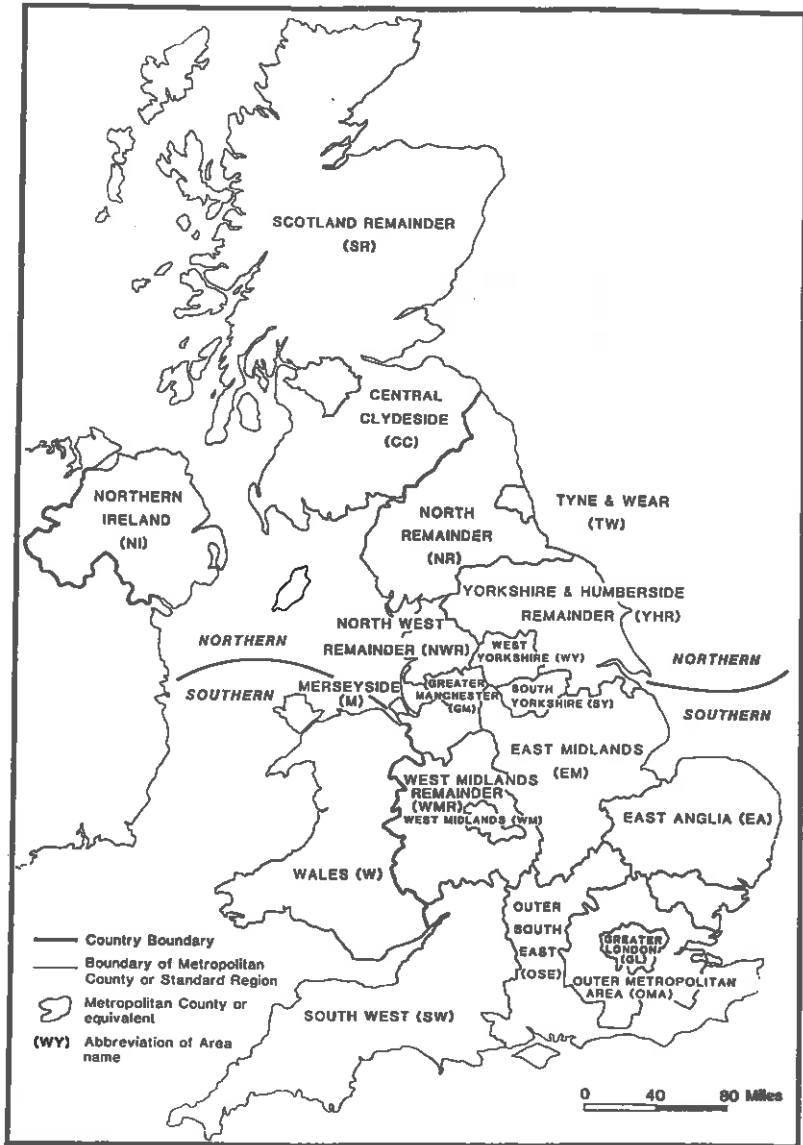 SCOTLAND REMAINDER
(SR)
CENTRAL
CLYDESIDE
(CC)
NORTHERN
IRELAND
(NI)
TYNE & WEAR
(TW)
NORTH
REMAINDER
(NR)
YORKSHIRE & HUMBERSIDE
REMAINDER (YHR)
NORTH WEST
REMAINDER (NWR)
WEST
YORKSHIRE (WY)
NORTHERN
SOUTHERN
NORTHERN
SOUTHERN
MERSEYSIDE
(M)
GREATER
MANCHESTER
(GM)
SOUTH
YORKSHIRE (SY)
EAST MIDLANDS
(EM)
WEST MIDLANDS
REMAINDER
(WMR)
WEST MIDLANDS (WM)
EAST ANGLIA (EA)
WALES (W)
OUTER
SOUTH
EAST
(OSE)
GREATER
LONDON
(GL)
OUTER METROPOLITAN
AREA (OMA)
SOUTH WEST (SW)
Country Boundary
Boundary of Metropolitan
County or Standard Region
Metropolitan County or
equivalent
(WY) Abbreviation of Area
name
0 40 80 Miles